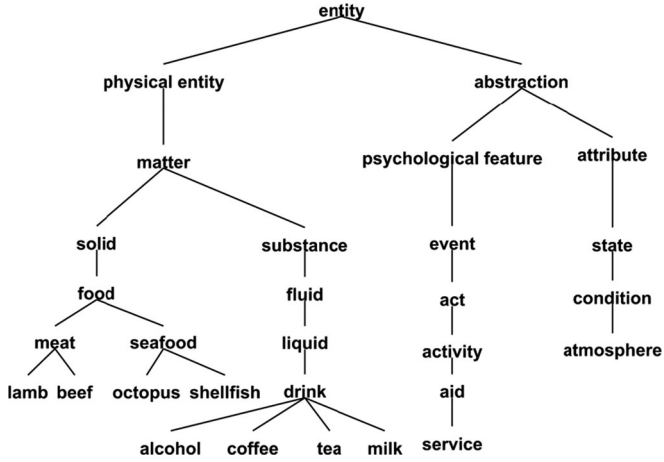 entity
physical entity abstraction
matter psychological feature attribute
solid substance event state
food fluid act condition
meat seafood liquid activity atmosphere
lamb beef octopus shellfish drink aid
alcohol coffee tea milk service